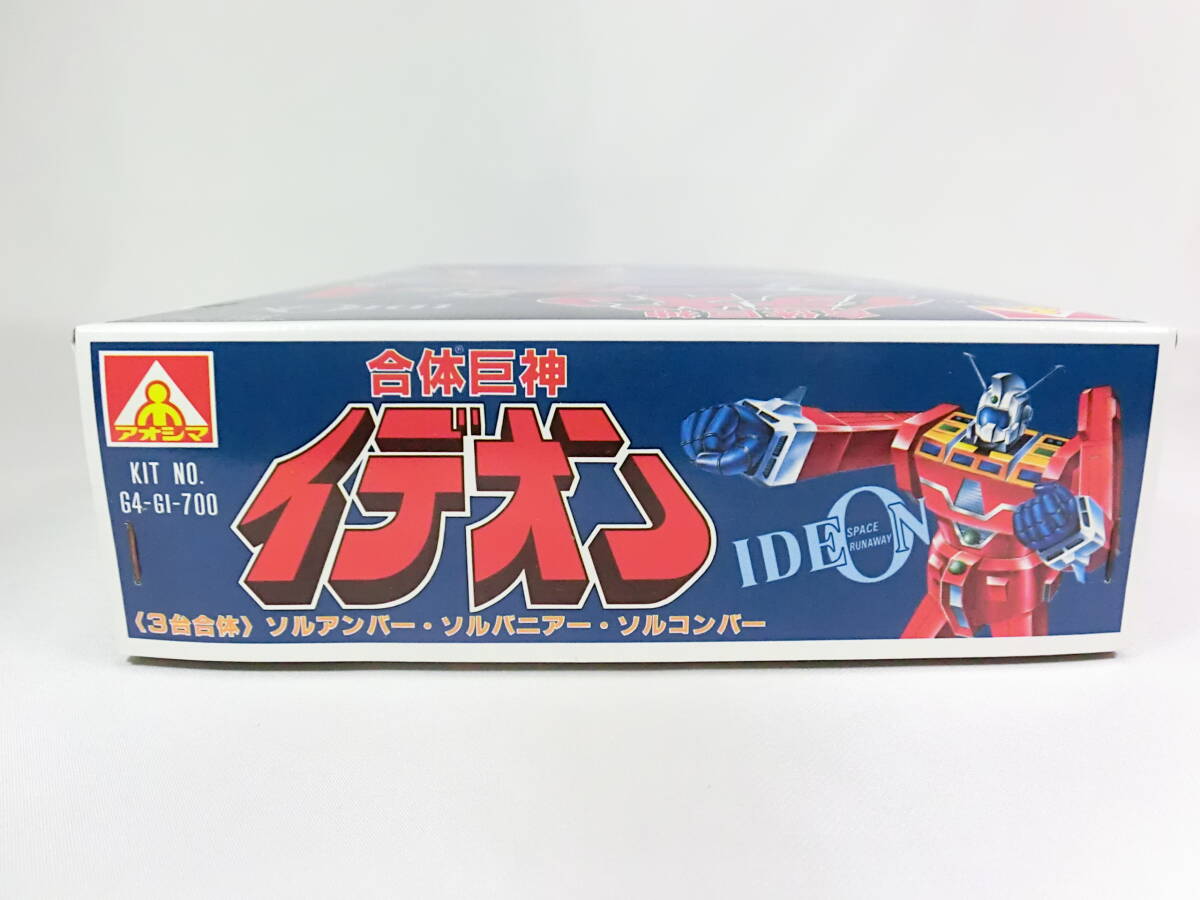 アオシマ
KIT NO.
G4-GI-700
合体巨神
イデオン
IDEON
SPACE
RUNAWAY
《3台合体》ソルアンバー・ソルバニアー・ソルコンバー